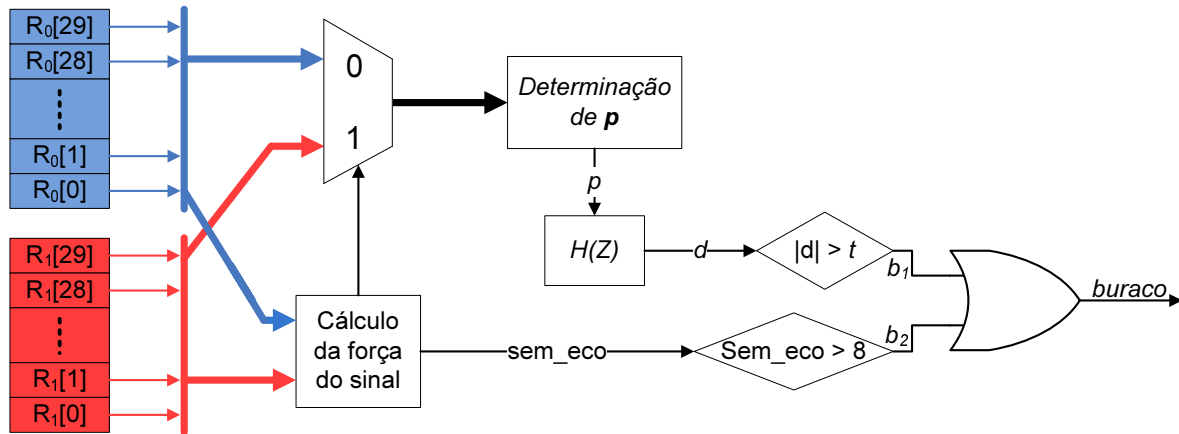 R₀[29]
R₀[28]
R₀[1]
R₀[0]
R₁[29]
R₁[28]
R₁[1]
R₁[0]
0
1
Cálculo
da força
do sinal
Determinação
de p
p
H(Z)
d
|d| > t
b₁
sem_eco
Sem_eco > 8
b₂
buraco